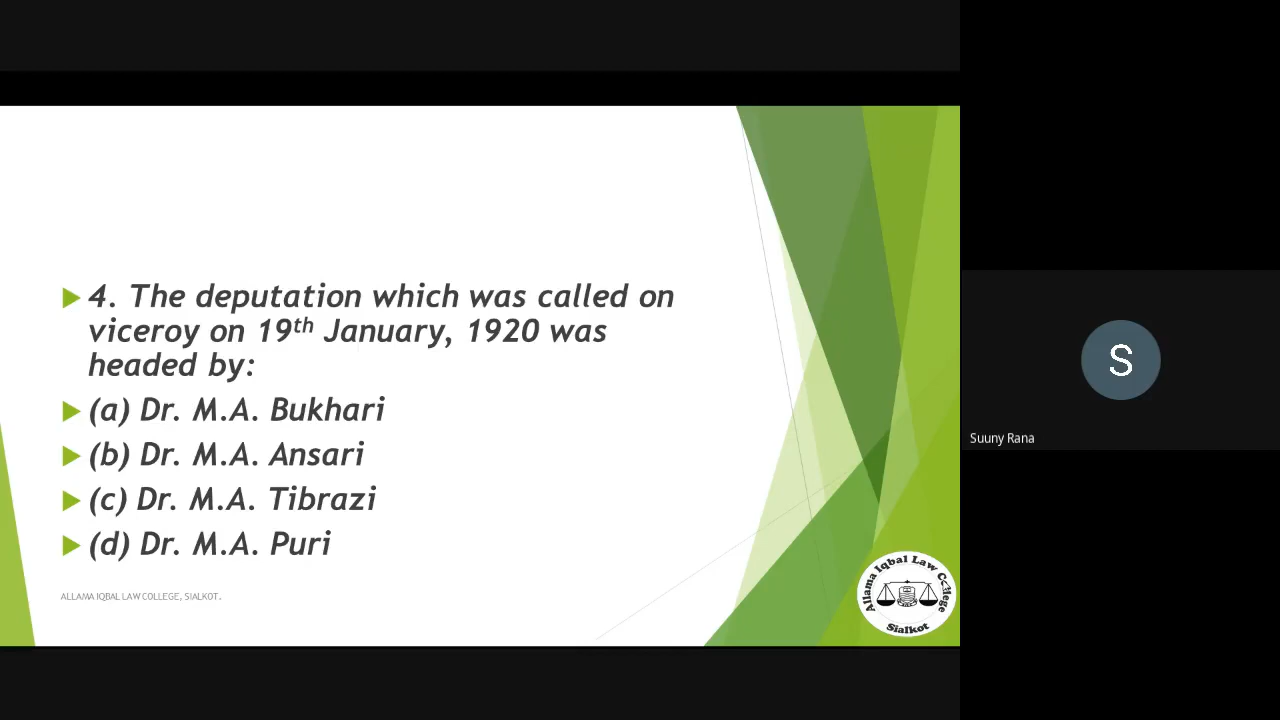 4. The deputation which was called on
viceroy on 19th January, 1920 was
headed by:
(a) Dr. M.A. Bukhari
(b) Dr. M.A. Ansari
(c) Dr. M.A. Tibrazi
(d) Dr. M.A. Puri
ALLAMA IQBAL LAW COLLEGE, SIALKOT.
Allama Iqbal Law College
Sialkot
S
Suuny Rana